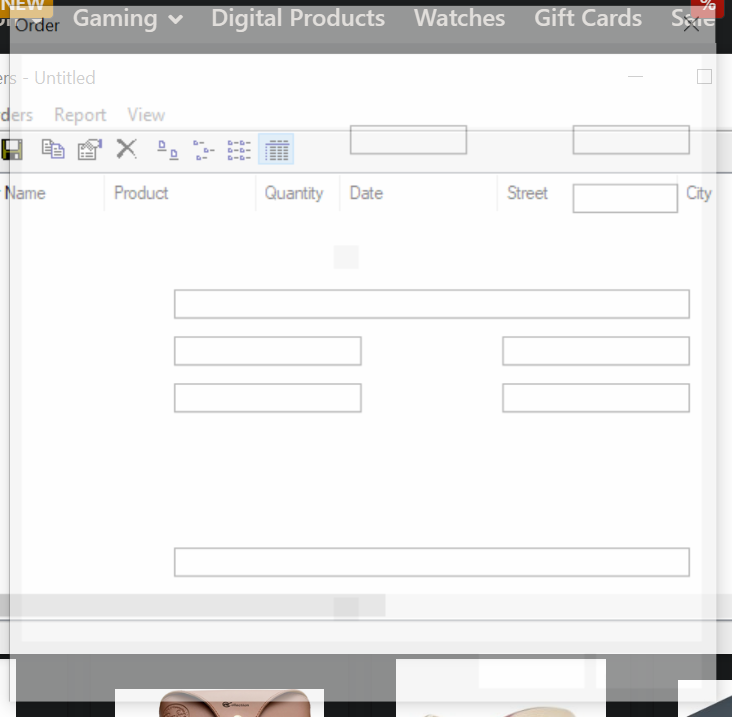 NEW
%
Gaming Digital Products Watches Gift Cards Sale
Order
ers - Untitled
ders Report View
Name Product Quantity Date Street City